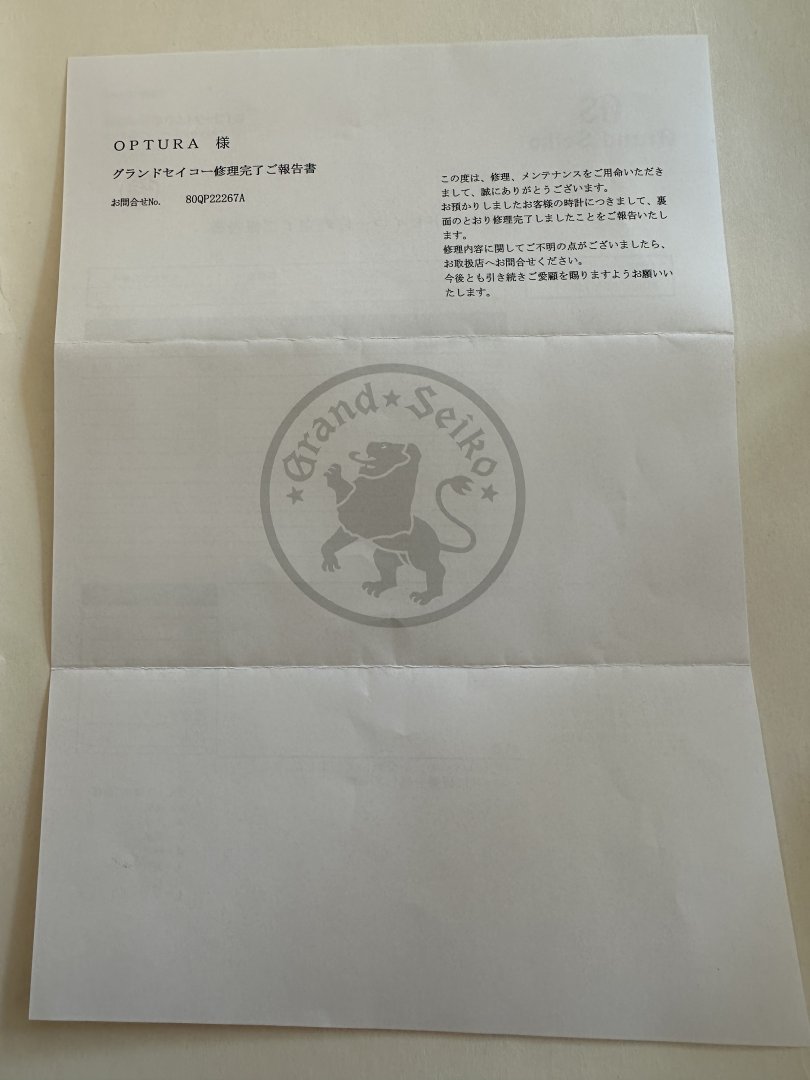 OPTURA 様
グランドセイコー修理完了ご報告書
お問合せNo. 80QP22267A
この度は、修理、メンテナンスをご用命いただき
まして、誠にありがとうございます。
お預かりしましたお客様の時計につきまして、裏
面のとおり修理完了しましたことをご報告いたし
ます。
修理内容に関してご不明の点がございましたら、
お取扱店へお問合せください。
今後とも引き続きご愛顧を賜りますようお願いい
たします。
Grand★Seiko